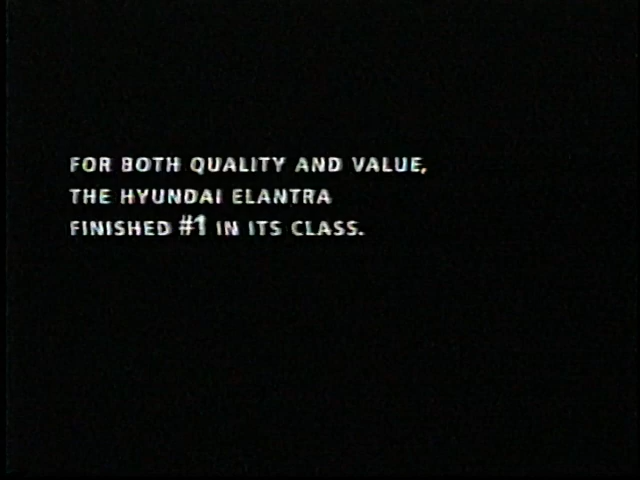 FOR BOTH QUALITY AND VALUE,
THE HYUNDAI ELANTRA
FINISHED #1 IN ITS CLASS.